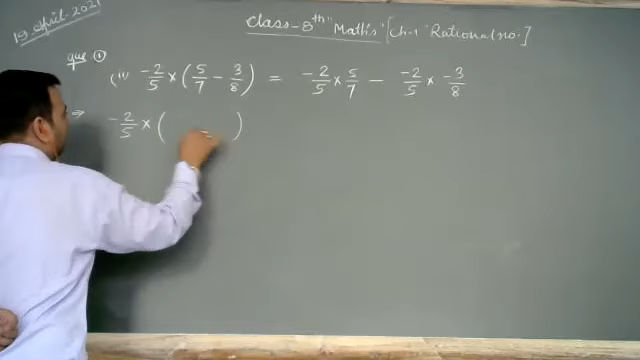 19 April-2021
Class-8th "Maths" [Ch-1 "Rational no.]
Que ①
(i) -2/5 × (5/7 - 3/8) = -2/5 × 5/7 - -2/5 × -3/8
⇒ -2/5 × ( )